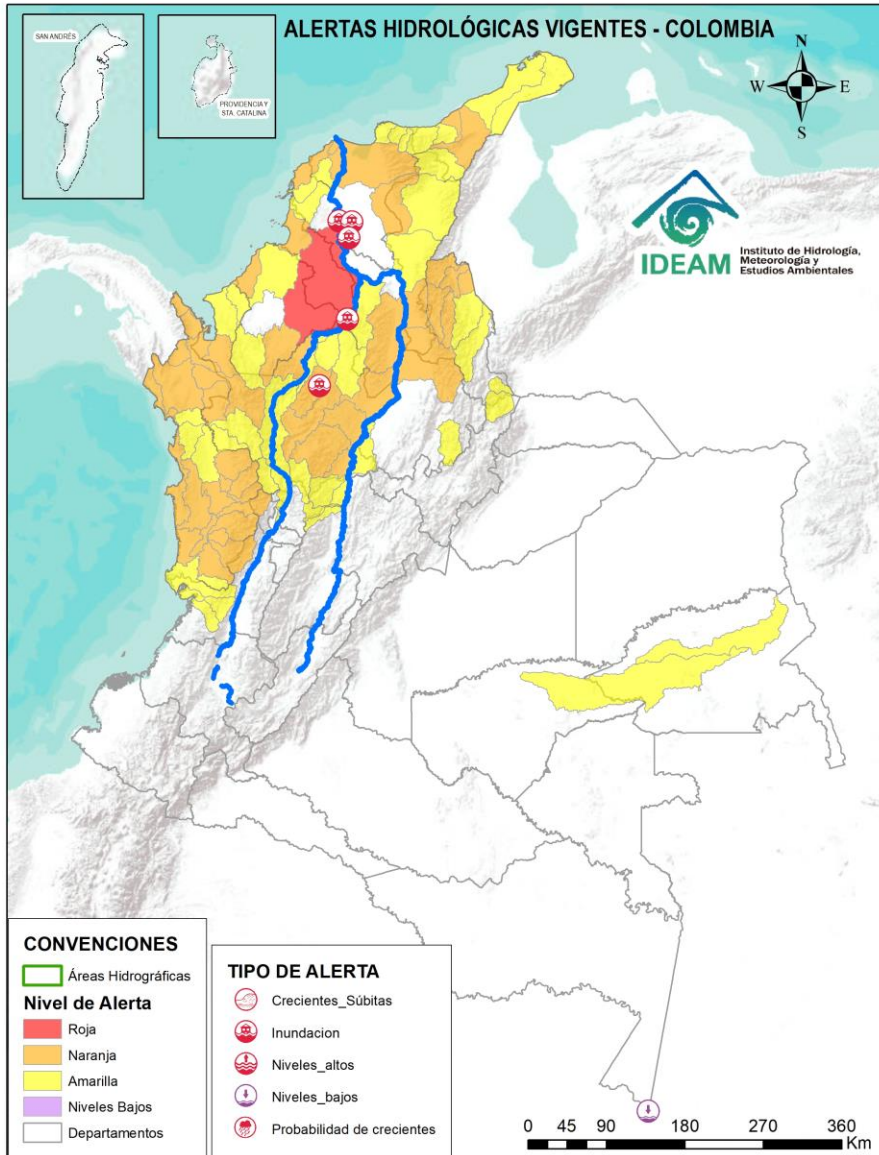 ALERTAS HIDROLÓGICAS VIGENTES - COLOMBIA
SAN ANDRÉS
PROVIDENCIA Y
STA. CATALINA
N
W
E
S
IDEAM
Instituto de Hidrología,
Meteorología y
Estudios Ambientales
CONVENCIONES
Áreas Hidrográficas
Nivel de Alerta
Roja
Naranja
Amarilla
Niveles Bajos
Departamentos
TIPO DE ALERTA
Crecientes_Súbitas
Inundacion
Niveles_altos
Niveles_bajos
Probabilidad de crecientes
0 45 90 180 270 360
Km